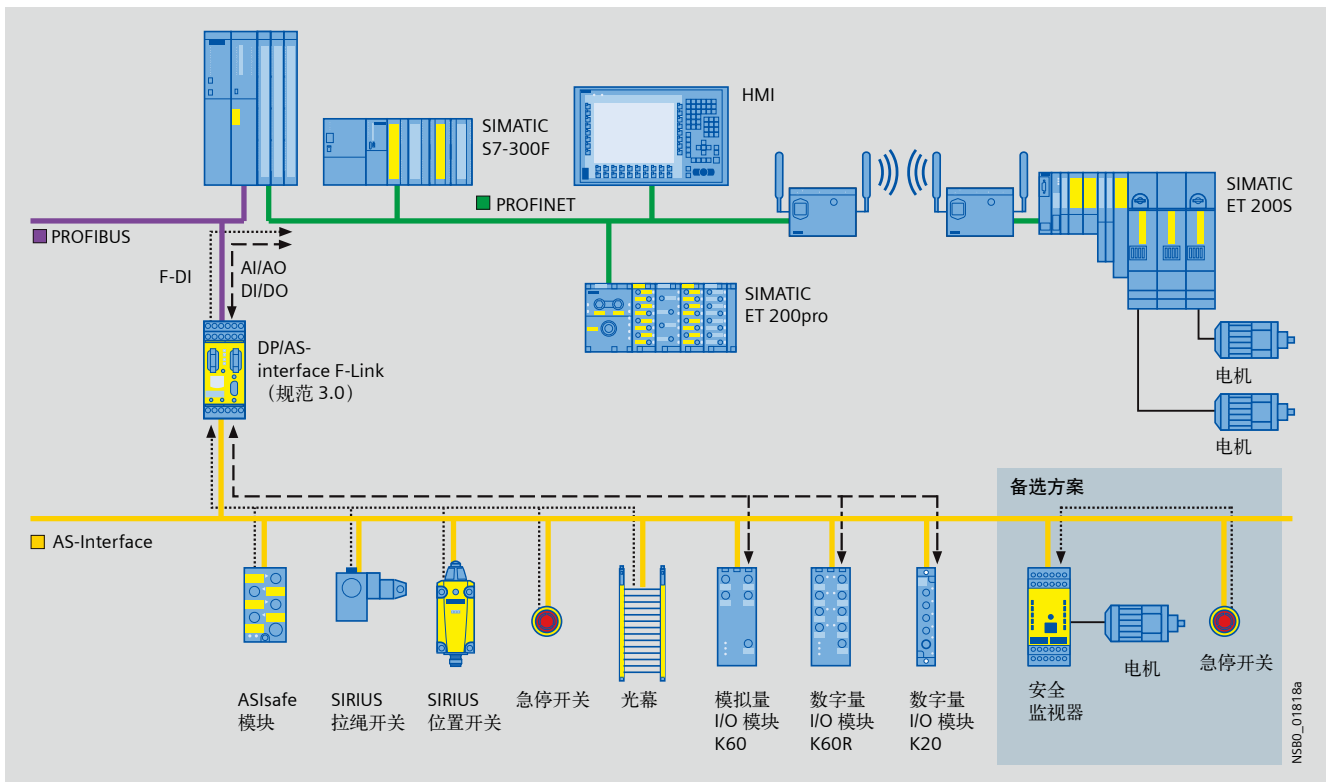 HMI
SIMATIC
S7-300F
PROFINET
SIMATIC
ET 200S
PROFIBUS
F-DI
AI/AO
DI/DO
SIMATIC
ET 200pro
DP/AS-
interface F-Link
（规范 3.0）
电机
电机
备选方案
AS-Interface
ASIsafe
模块
SIRIUS
拉绳开关
SIRIUS
位置开关
急停开关
光幕
模拟量
I/O 模块
K60
数字量
I/O 模块
K60R
数字量
I/O 模块
K20
安全
监视器
电机
急停开关
NSB0_01818a